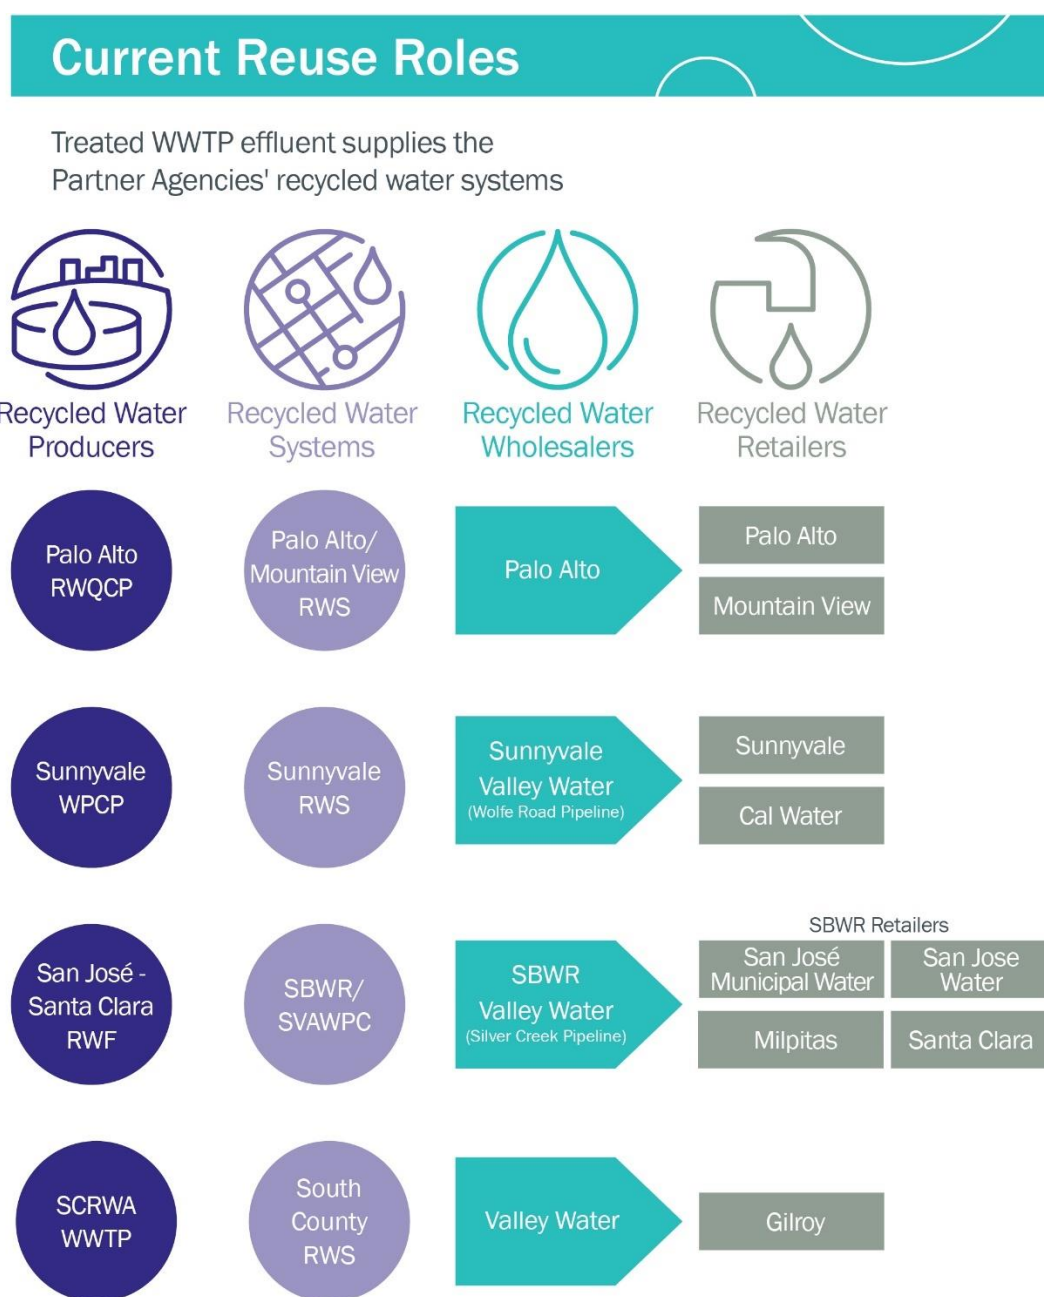 Current Reuse Roles
Treated WWTP effluent supplies the
Partner Agencies' recycled water systems
Recycled Water
Producers
Recycled Water
Systems
Recycled Water
Wholesalers
Recycled Water
Retailers
Palo Alto
RWQCP
Palo Alto/
Mountain View
RWS
Palo Alto
Palo Alto
Mountain View
Sunnyvale
WPCP
Sunnyvale
RWS
Sunnyvale
Valley Water
(Wolfe Road Pipeline)
Sunnyvale
Cal Water
San José -
Santa Clara
RWF
SBWR/
SVAWPC
SBWR
Valley Water
(Silver Creek Pipeline)
SBWR Retailers
San José
Municipal Water
San Jose
Water
Milpitas
Santa Clara
SCRWA
WWTP
South
County
RWS
Valley Water
Gilroy